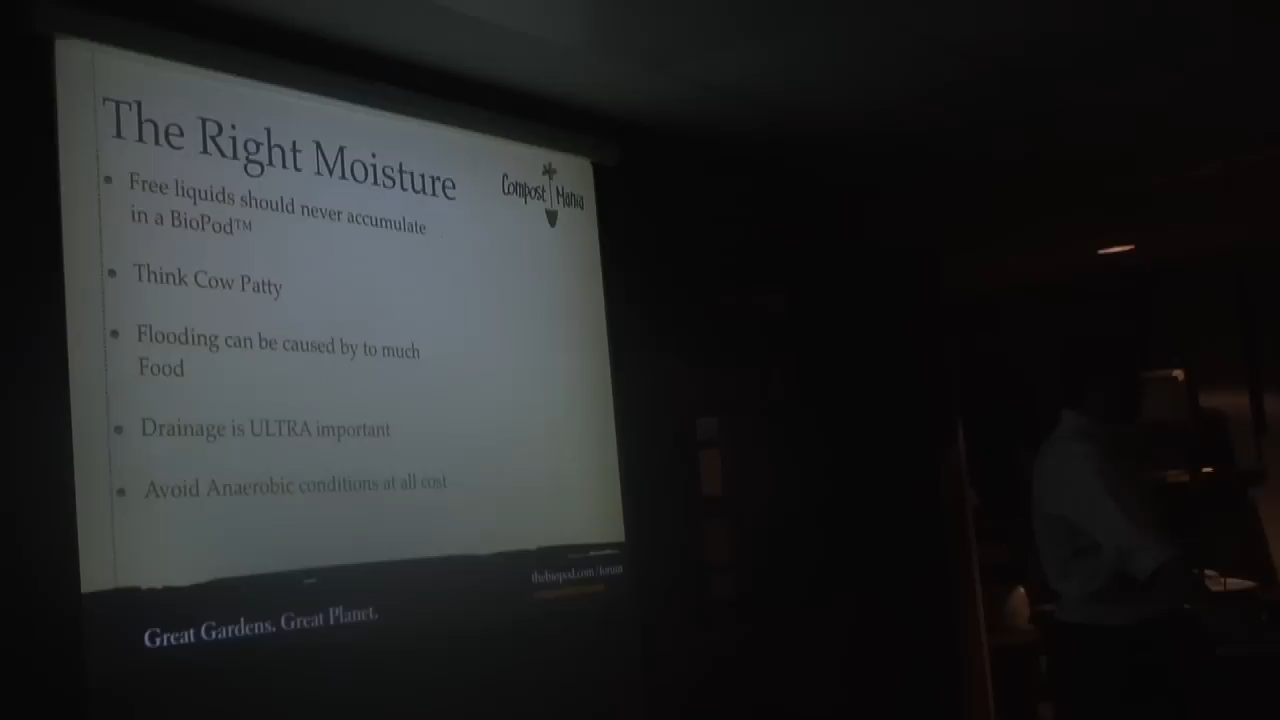 The Right Moisture
Compost Mania
Free liquids should never accumulate
in a BioPod™
Think Cow Patty
Flooding can be caused by to much
Food
Drainage is ULTRA important
Avoid Anaerobic conditions at all cost
thebiopod.com/forum
Great Gardens. Great Planet.